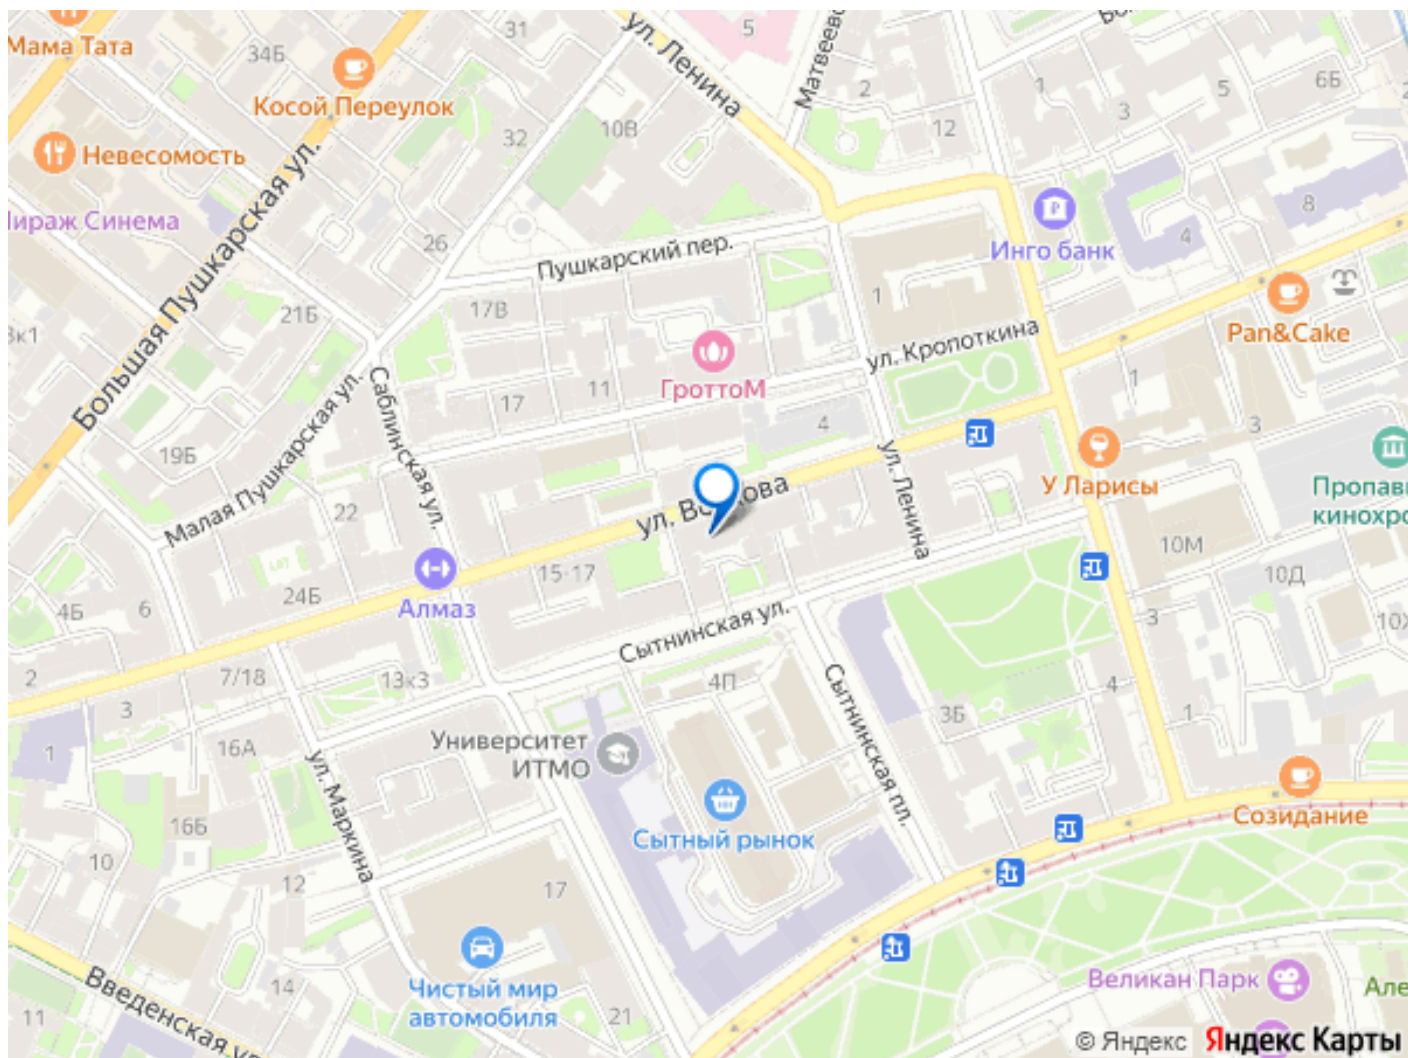 31
5
Мама Тата
34Б
Косой Переулок
ул. Ленина
2
1
3
5
6Б
32
10В
12
Невесомость
Большая Пушкарская ул.
8
26
Пушкарский пер.
Инго банк
4
21Б
17В
1
ул. Кропоткина
Pan&Cake
ГроттоМ
11
17
1
3
4
Саблинская ул.
Малая Пушкарская ул.
19Б
22
ул. Ленина
У Ларисы
10М
10Д
15-17
24Б
4Б
6
Алмаз
Сытнинская ул.
3
2
7/18
13к3
4П
Сытнинская пл.
3Б
4
1
3
1
16А
Университет
ИТМО
ул. Маркина
16Б
10
12
17
Сытный рынок
Созидание
14
11
Введенская
Чистый мир
автомобиля
21
Великан Парк
© Яндекс Яндекс Карты